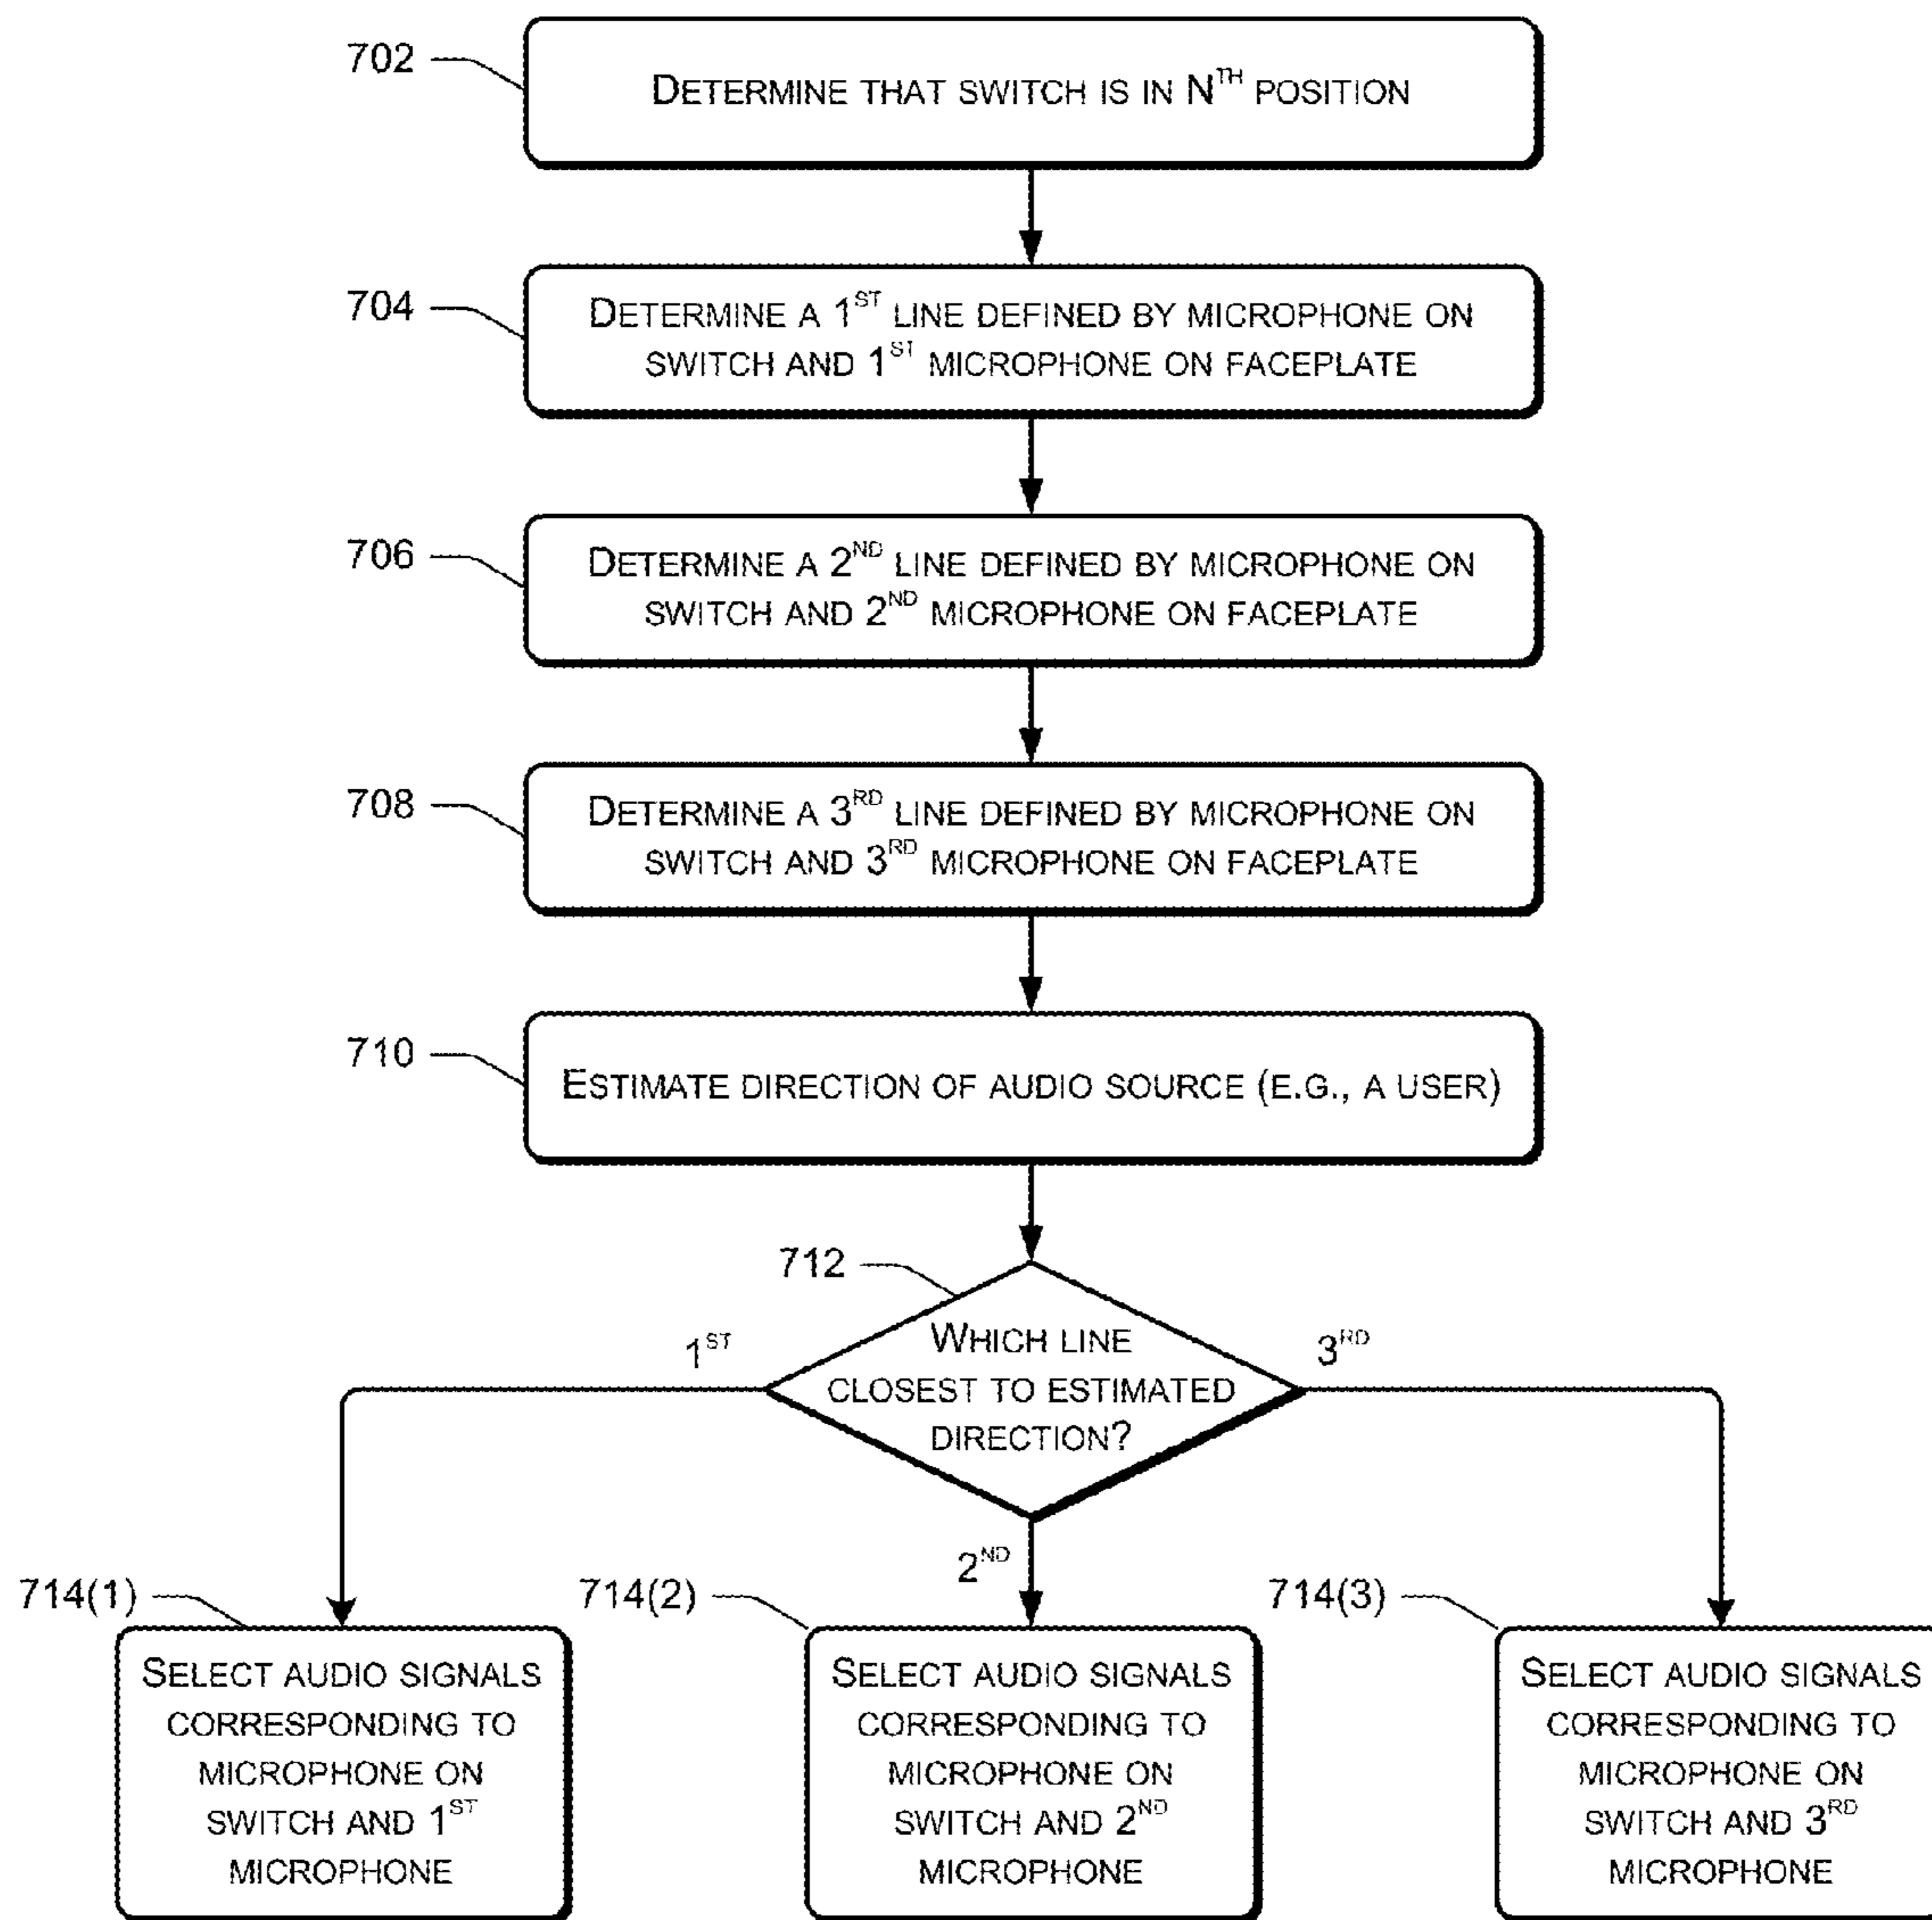 702
DETERMINE THAT SWITCH IS IN NTH POSITION
704
DETERMINE A 1ST LINE DEFINED BY MICROPHONE ON
SWITCH AND 1ST MICROPHONE ON FACEPLATE
706
DETERMINE A 2ND LINE DEFINED BY MICROPHONE ON
SWITCH AND 2ND MICROPHONE ON FACEPLATE
708
DETERMINE A 3RD LINE DEFINED BY MICROPHONE ON
SWITCH AND 3RD MICROPHONE ON FACEPLATE
710
ESTIMATE DIRECTION OF AUDIO SOURCE (E.G., A USER)
712
WHICH LINE
CLOSEST TO ESTIMATED
DIRECTION?
1ST
2ND
3RD
714(1)
SELECT AUDIO SIGNALS
CORRESPONDING TO
MICROPHONE ON
SWITCH AND 1ST
MICROPHONE
714(2)
SELECT AUDIO SIGNALS
CORRESPONDING TO
MICROPHONE ON
SWITCH AND 2ND
MICROPHONE
714(3)
SELECT AUDIO SIGNALS
CORRESPONDING TO
MICROPHONE ON
SWITCH AND 3RD
MICROPHONE